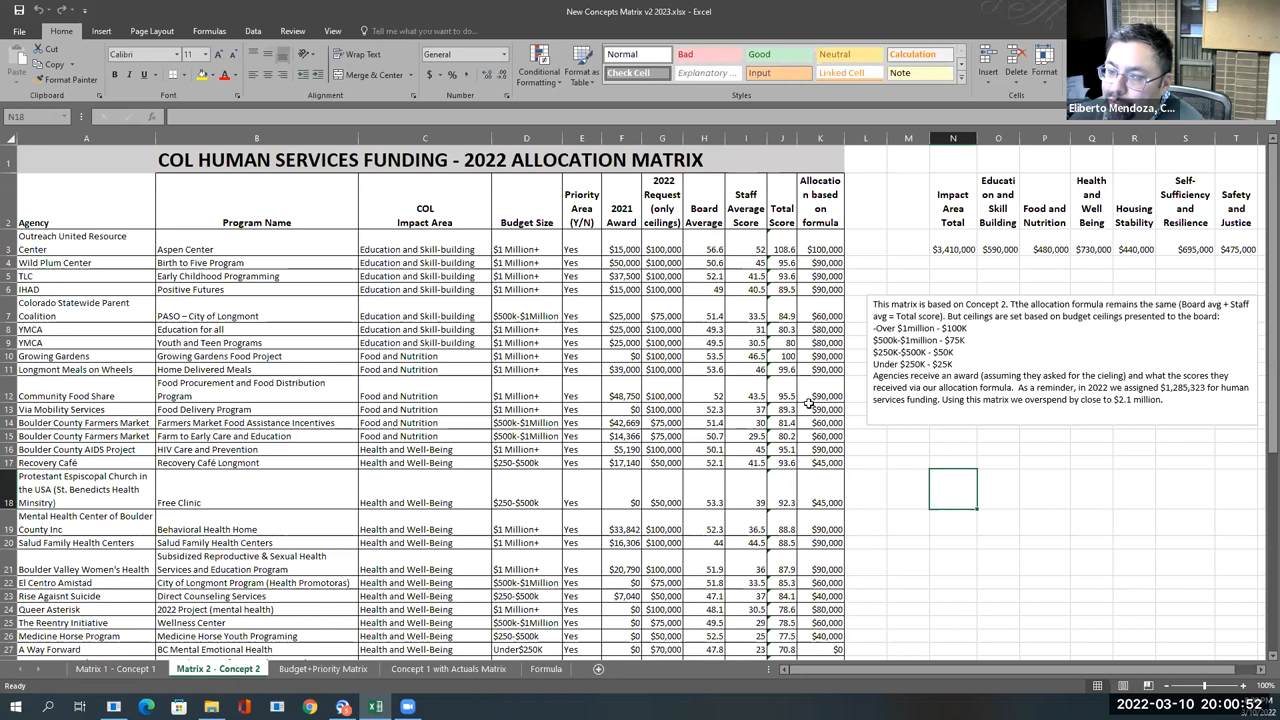 New Concepts Matrix v2 2023.xlsx - Excel
File Home Insert Page Layout Formulas Data Review View Tell me what you want to do
Cut
Copy
Format Painter
Paste
Calibri 11
Wrap Text
Merge & Center
General
Conditional Formatting
Format as Table
Normal Bad Good Neutral Calculation
Check Cell Explanatory ... Input Linked Cell Note
Insert Delete Format
Clipboard Font Alignment Number Styles Cells
Eliberto Mendoza, C...
N18
A B C D E F G H I J K L M N O P Q R S T
1 COL HUMAN SERVICES FUNDING - 2022 ALLOCATION MATRIX
2 Agency Program Name COL Impact Area Budget Size Priority Area (Y/N) 2021 Award 2022 Request (only ceilings) Board Average Staff Average Score Total Score Allocatio n based on formula Impact Area Total Educati on and Skill Building Food and Nutrition Health and Well Being Housing Stability Self-Sufficiency and Resilience Safety and Justice
3 Outreach United Resource Center Aspen Center Education and Skill-building $1 Million+ Yes $15,000 $100,000 56.6 52 108.6 $100,000 $3,410,000 $590,000 $480,000 $730,000 $440,000 $695,000 $475,000
4 Wild Plum Center Birth to Five Program Education and Skill-building $1 Million+ Yes $50,000 $100,000 50.6 45 95.6 $90,000
5 TLC Early Childhood Programming Education and Skill-building $1 Million+ Yes $37,500 $100,000 52.1 41.5 93.6 $90,000
6 IHAD Positive Futures Education and Skill-building $1 Million+ Yes $15,000 $100,000 49 40.5 89.5 $90,000
7 Colorado Statewide Parent Coalition PASO – City of Longmont Education and Skill-building $500k-$1Million Yes $25,000 $75,000 51.4 33.5 84.9 $60,000
8 YMCA Education for all Education and Skill-building $1 Million+ Yes $25,000 $100,000 49.3 31 80.3 $80,000
9 YMCA Youth and Teen Programs Education and Skill-building $1 Million+ Yes $25,000 $100,000 49.5 30.5 80 $80,000
10 Growing Gardens Growing Gardens Food Project Food and Nutrition $1 Million+ Yes $0 $100,000 53.5 46.5 100 $90,000
11 Longmont Meals on Wheels Home Delivered Meals Food and Nutrition $1 Million+ Yes $39,000 $100,000 53.6 46 99.6 $90,000
12 Community Food Share Food Procurement and Food Distribution Program Food and Nutrition $1 Million+ Yes $48,750 $100,000 52 43.5 95.5 $90,000
13 Via Mobility Services Food Delivery Program Food and Nutrition $1 Million+ Yes $0 $100,000 52.3 37 89.3 $90,000
14 Boulder County Farmers Market Farmers Market Food Assistance Incentives Food and Nutrition $500k-$1Million Yes $42,669 $75,000 51.4 30 81.4 $60,000
15 Boulder County Farmers Market Farm to Early Care and Education Food and Nutrition $500k-$1Million Yes $14,366 $75,000 50.7 29.5 80.2 $60,000
16 Boulder County AIDS Project HIV Care and Prevention Health and Well-Being $1 Million+ Yes $5,190 $100,000 50.1 45 95.1 $90,000
17 Recovery Café Recovery Café Longmont Health and Well-Being $250-$500k Yes $17,140 $50,000 52.1 41.5 93.6 $45,000
18 Protestant Espiscopal Church in the USA (St. Benedicts Health Minsitry) Free Clinic Health and Well-Being $250-$500k Yes $0 $50,000 53.3 39 92.3 $45,000
19 Mental Health Center of Boulder County Inc Behavioral Health Home Health and Well-Being $1 Million+ Yes $33,842 $100,000 52.3 36.5 88.8 $90,000
20 Salud Family Health Centers Salud Family Health Centers Health and Well-Being $1 Million+ Yes $16,306 $100,000 44 44.5 88.5 $90,000
21 Boulder Valley Women's Health Subsidized Reproductive & Sexual Health Services and Education Program Health and Well-Being $1 Million+ Yes $20,790 $100,000 51.9 36 87.9 $90,000
22 El Centro Amistad City of Longmont Program (Health Promotoras) Health and Well-Being $500k-$1Million Yes $0 $75,000 51.8 33.5 85.3 $60,000
23 Rise Agaisnt Suicide Direct Counseling Services Health and Well-Being $250-$500k Yes $7,040 $50,000 47.1 37 84.1 $40,000
24 Queer Asterisk 2022 Project (mental health) Health and Well-Being $1 Million+ Yes $0 $100,000 48.1 30.5 78.6 $80,000
25 The Reentry Initiative Wellness Center Health and Well-Being $500k-$1Million Yes $0 $75,000 49.5 29 78.5 $60,000
26 Medicine Horse Program Medicine Horse Youth Programing Health and Well-Being $250-$500k Yes $0 $50,000 52.5 25 77.5 $40,000
27 A Way Forward BC Mental Emotional Health Health and Well-Being Under$250K Yes $0 $70,000 47.8 23 70.8 $0
This matrix is based on Concept 2. Tthe allocation formula remains the same (Board avg + Staff
avg = Total score). But ceilings are set based on budget ceilings presented to the board:
-Over $1million - $100K
$500k-$1million - $75K
$250K-$500K - $50K
Under $250K - $25K
Agencies receive an award (assuming they asked for the cieling) and what the scores they
received via our allocation formula. As a reminder, in 2022 we assigned $1,285,323 for human
services funding. Using this matrix we overspend by close to $2.1 million.
Matrix 1 - Concept 1 Matrix 2 - Concept 2 Budget+Priority Matrix Concept 1 with Actuals Matrix Formula
Ready 100%
2022-03-10 20:00:52